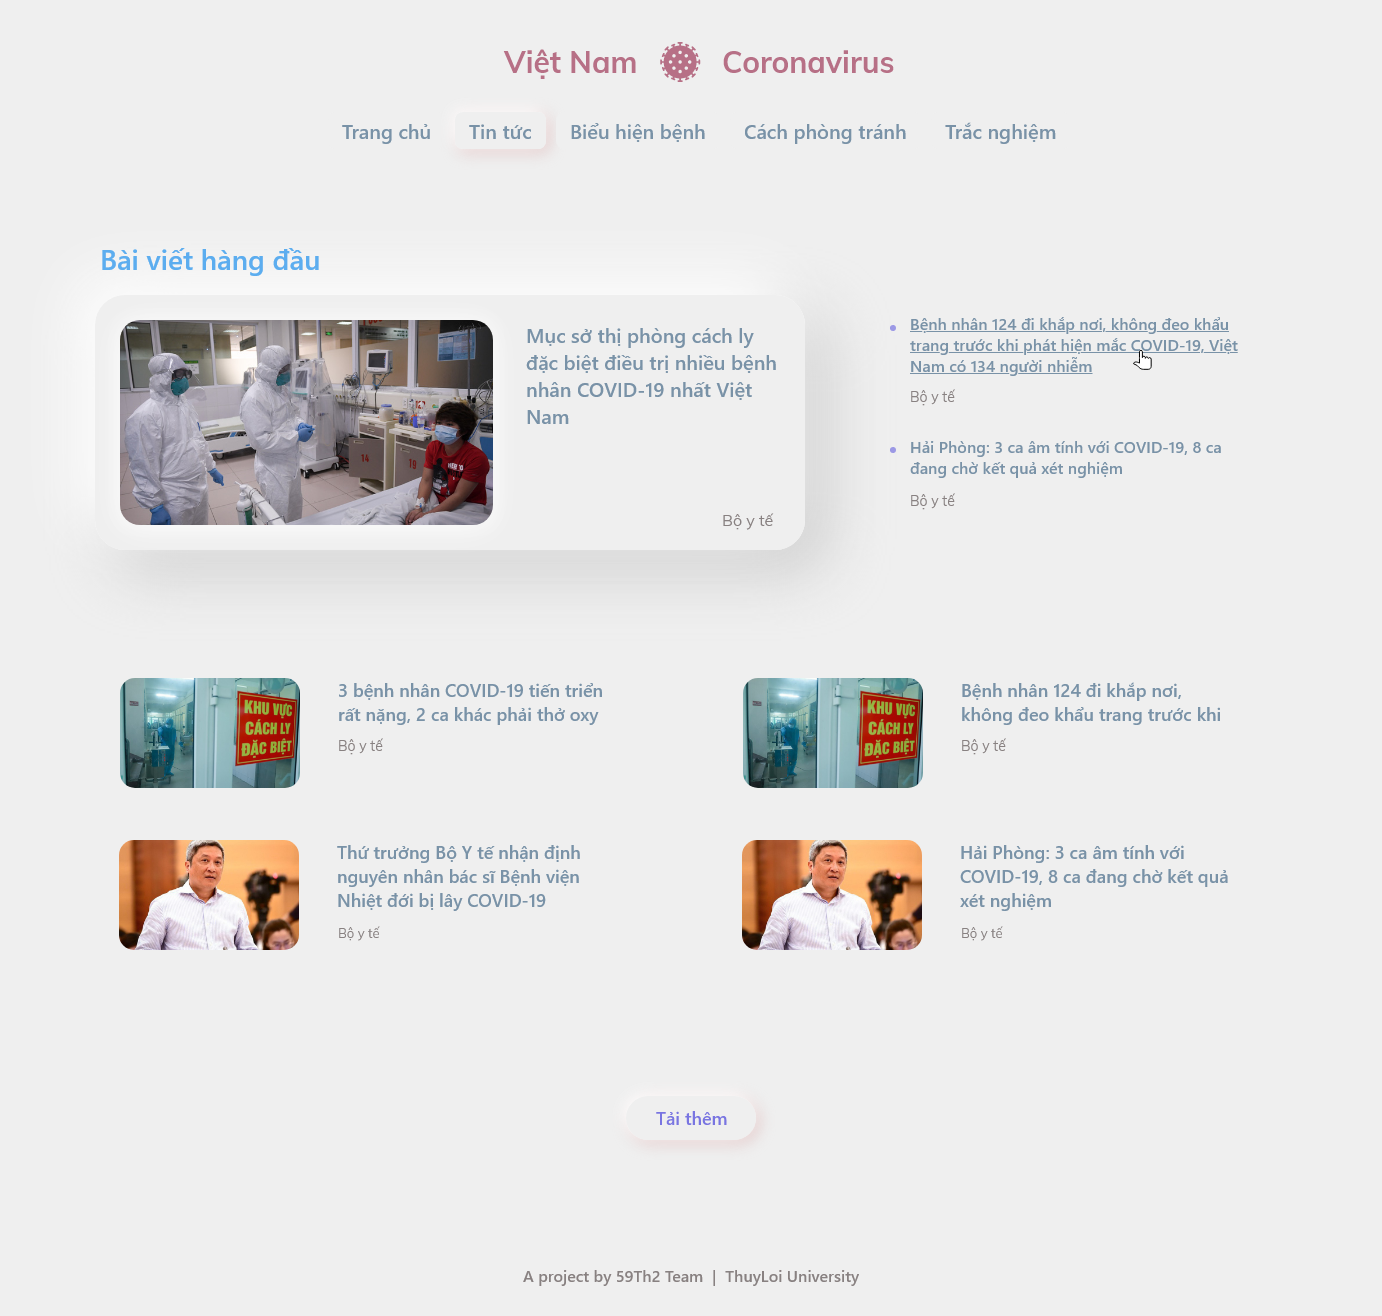 Việt Nam Coronavirus
Trang chủ Tin tức Biểu hiện bệnh Cách phòng tránh Trắc nghiệm
Bài viết hàng đầu
Mục sở thị phòng cách ly
đặc biệt điều trị nhiều bệnh
nhân COVID-19 nhất Việt
Nam
Bộ y tế
14
18
Bệnh nhân 124 đi khắp nơi, không đeo khẩu
trang trước khi phát hiện mắc COVID-19, Việt
Nam có 134 người nhiễm
Bộ y tế
Hải Phòng: 3 ca âm tính với COVID-19, 8 ca
đang chờ kết quả xét nghiệm
Bộ y tế
KHU VỰC
CÁCH LY
ĐẶC BIỆT
3 bệnh nhân COVID-19 tiến triển
rất nặng, 2 ca khác phải thở oxy
Bộ y tế
KHU VỰC
CÁCH LY
ĐẶC BIỆT
Bệnh nhân 124 đi khắp nơi,
không đeo khẩu trang trước khi
Bộ y tế
Thứ trưởng Bộ Y tế nhận định
nguyên nhân bác sĩ Bệnh viện
Nhiệt đới bị lây COVID-19
Bộ y tế
Hải Phòng: 3 ca âm tính với
COVID-19, 8 ca đang chờ kết quả
xét nghiệm
Bộ y tế
Tải thêm
A project by 59Th2 Team | ThuyLoi University